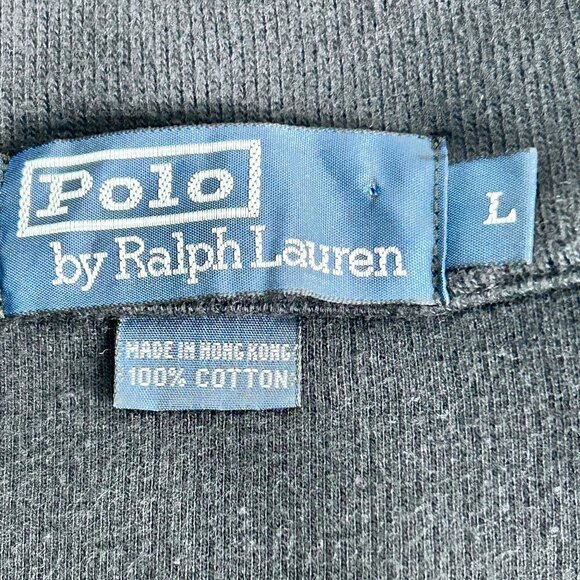 Polo
by Ralph Lauren
L
MADE IN HONG KONG
100% COTTON